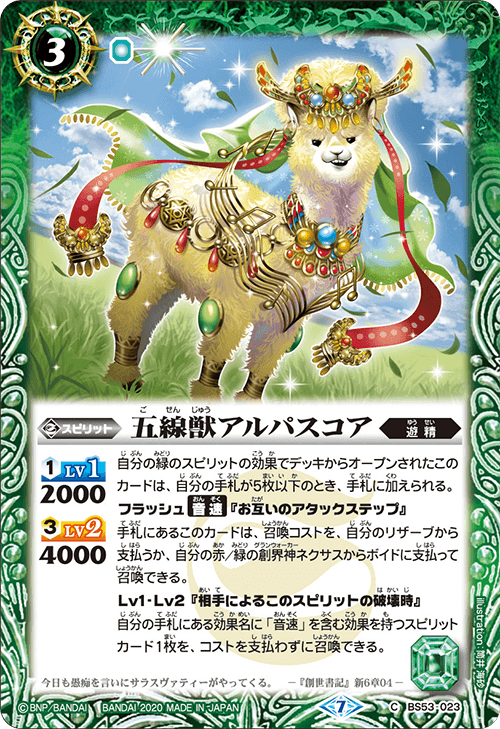 3
スピリット
五線獣アルパスコア
ご せん じゅう
遊精
ゆう せい
1 LV1
2000
3 LV2
4000
自分の緑のスピリットの効果でデッキからオープンされたこの
カードは、自分の手札が5枚以下のとき、手札に加えられる。
フラッシュ 音速 『お互いのアタックステップ』
手札にあるこのカードは、召喚コストを、自分のリザーブから
支払うか、自分の赤/緑の創界神ネクサスからボイドに支払って
召喚できる。
Lv1・Lv2『相手によるこのスピリットの破壊時』
自分の手札にある効果名に「音速」を含む効果を持つスピリット
カード1枚を、コストを支払わずに召喚できる。
今日も愚痴を言いにサラスヴァティーがやってくる。 ー『創世書記』新6章04ー
illustration:筒井 海砂
©BNP/BANDAI BANDAI 2020 MADE IN JAPAN
7
C BS53-023